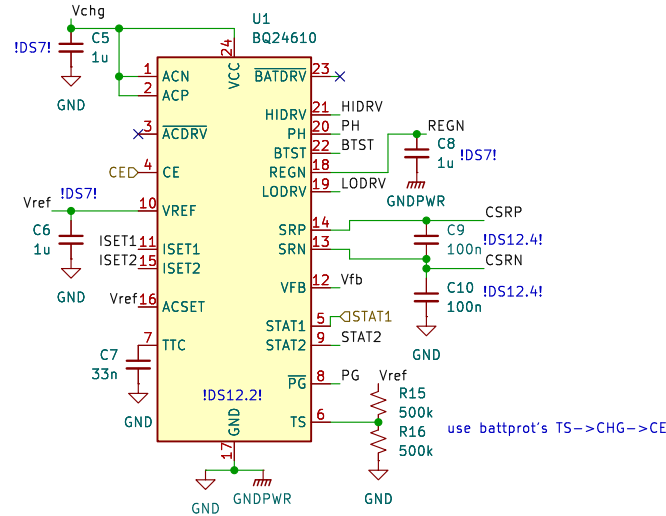 Vchg
!DS7!
C5
1u
GND
U1
BQ24610
24
VCC
1
ACN
2
ACP
3
ACDRV
4
CE
CE
10
VREF
Vref
!DS7!
C6
1u
GND
ISET1
11
ISET1
ISET2
15
ISET2
Vref
16
ACSET
7
TTC
C7
33n
GND
!DS12.2!
GND
17
GND
GNDPWR
BATDRV
23
HIDRV
21
HIDRV
PH
20
PH
BTST
22
BTST
REGN
18
REGN
C8
1u
!DS7!
GNDPWR
LODRV
19
LODRV
SRP
14
CSRP
C9
100n
!DS12.4!
SRN
13
CSRN
C10
100n
!DS12.4!
GND
VFB
12
Vfb
STAT1
5
STAT1
STAT2
9
STAT2
PG
8
PG
TS
6
Vref
R15
500k
R16
500k
GND
use battprot's TS->CHG->CE